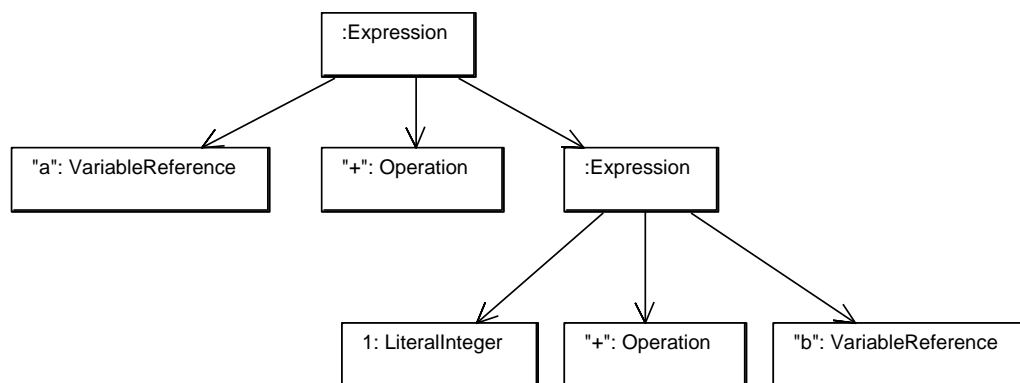 :Expression
"a": VariableReference
"+": Operation
:Expression
1: LiteralInteger
"+": Operation
"b": VariableReference